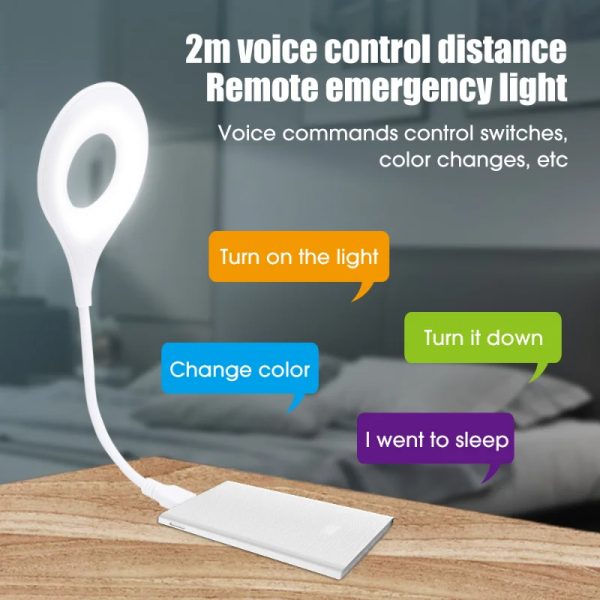 2m voice control distance
Remote emergency light
Voice commands control switches,
color changes, etc
Turn on the light
Turn it down
Change color
I went to sleep